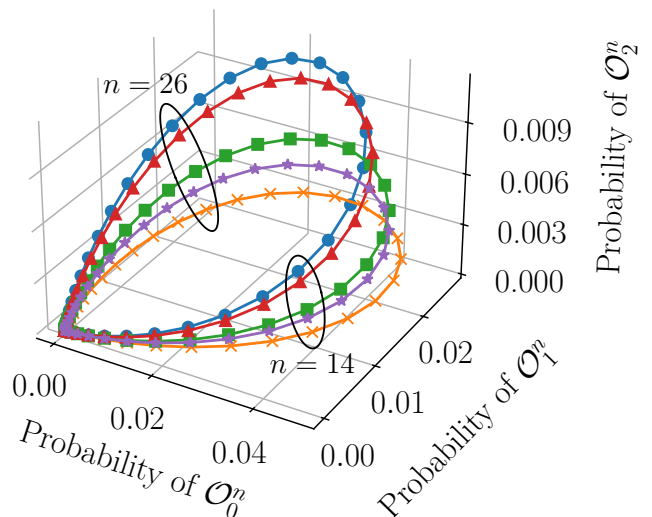 n = 26
0.009
0.006
0.003
0.000
Probability of 𝒪₂ⁿ
n = 14
0.00
0.02
0.04
Probability of 𝒪₀ⁿ
0.00
0.01
0.02
Probability of 𝒪₁ⁿ